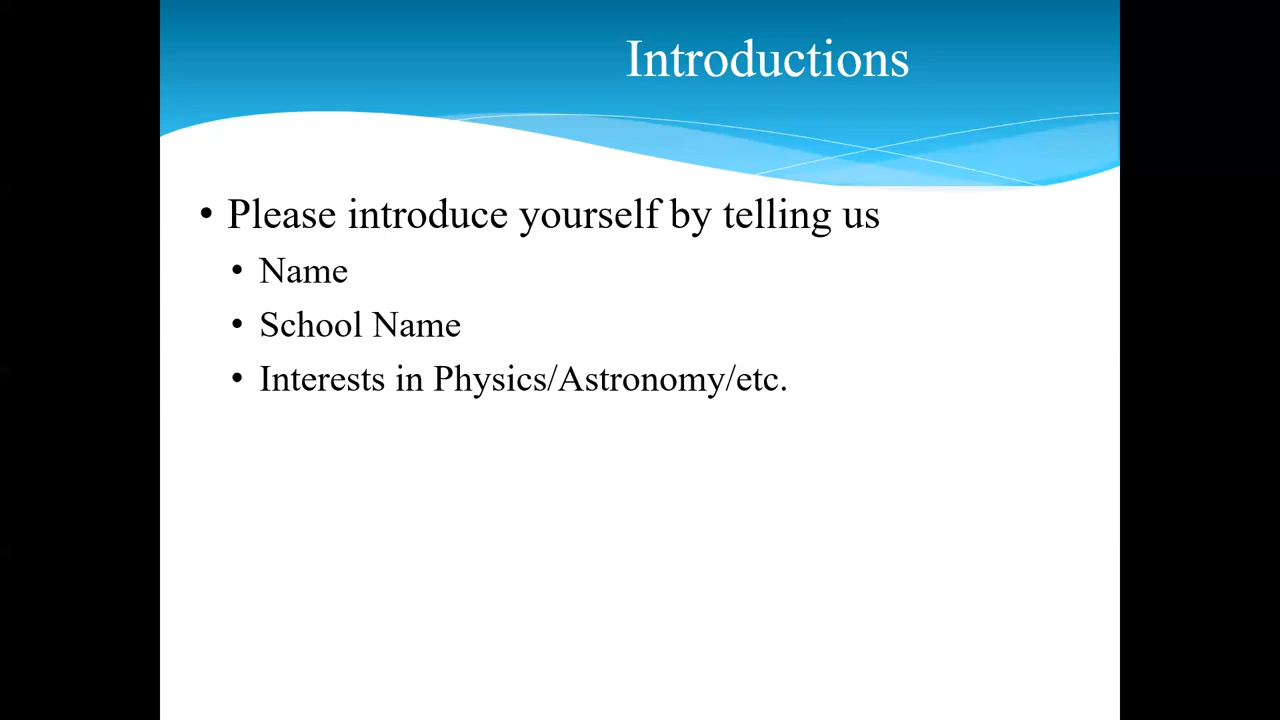 Introductions
• Please introduce yourself by telling us
• Name
• School Name
• Interests in Physics/Astronomy/etc.